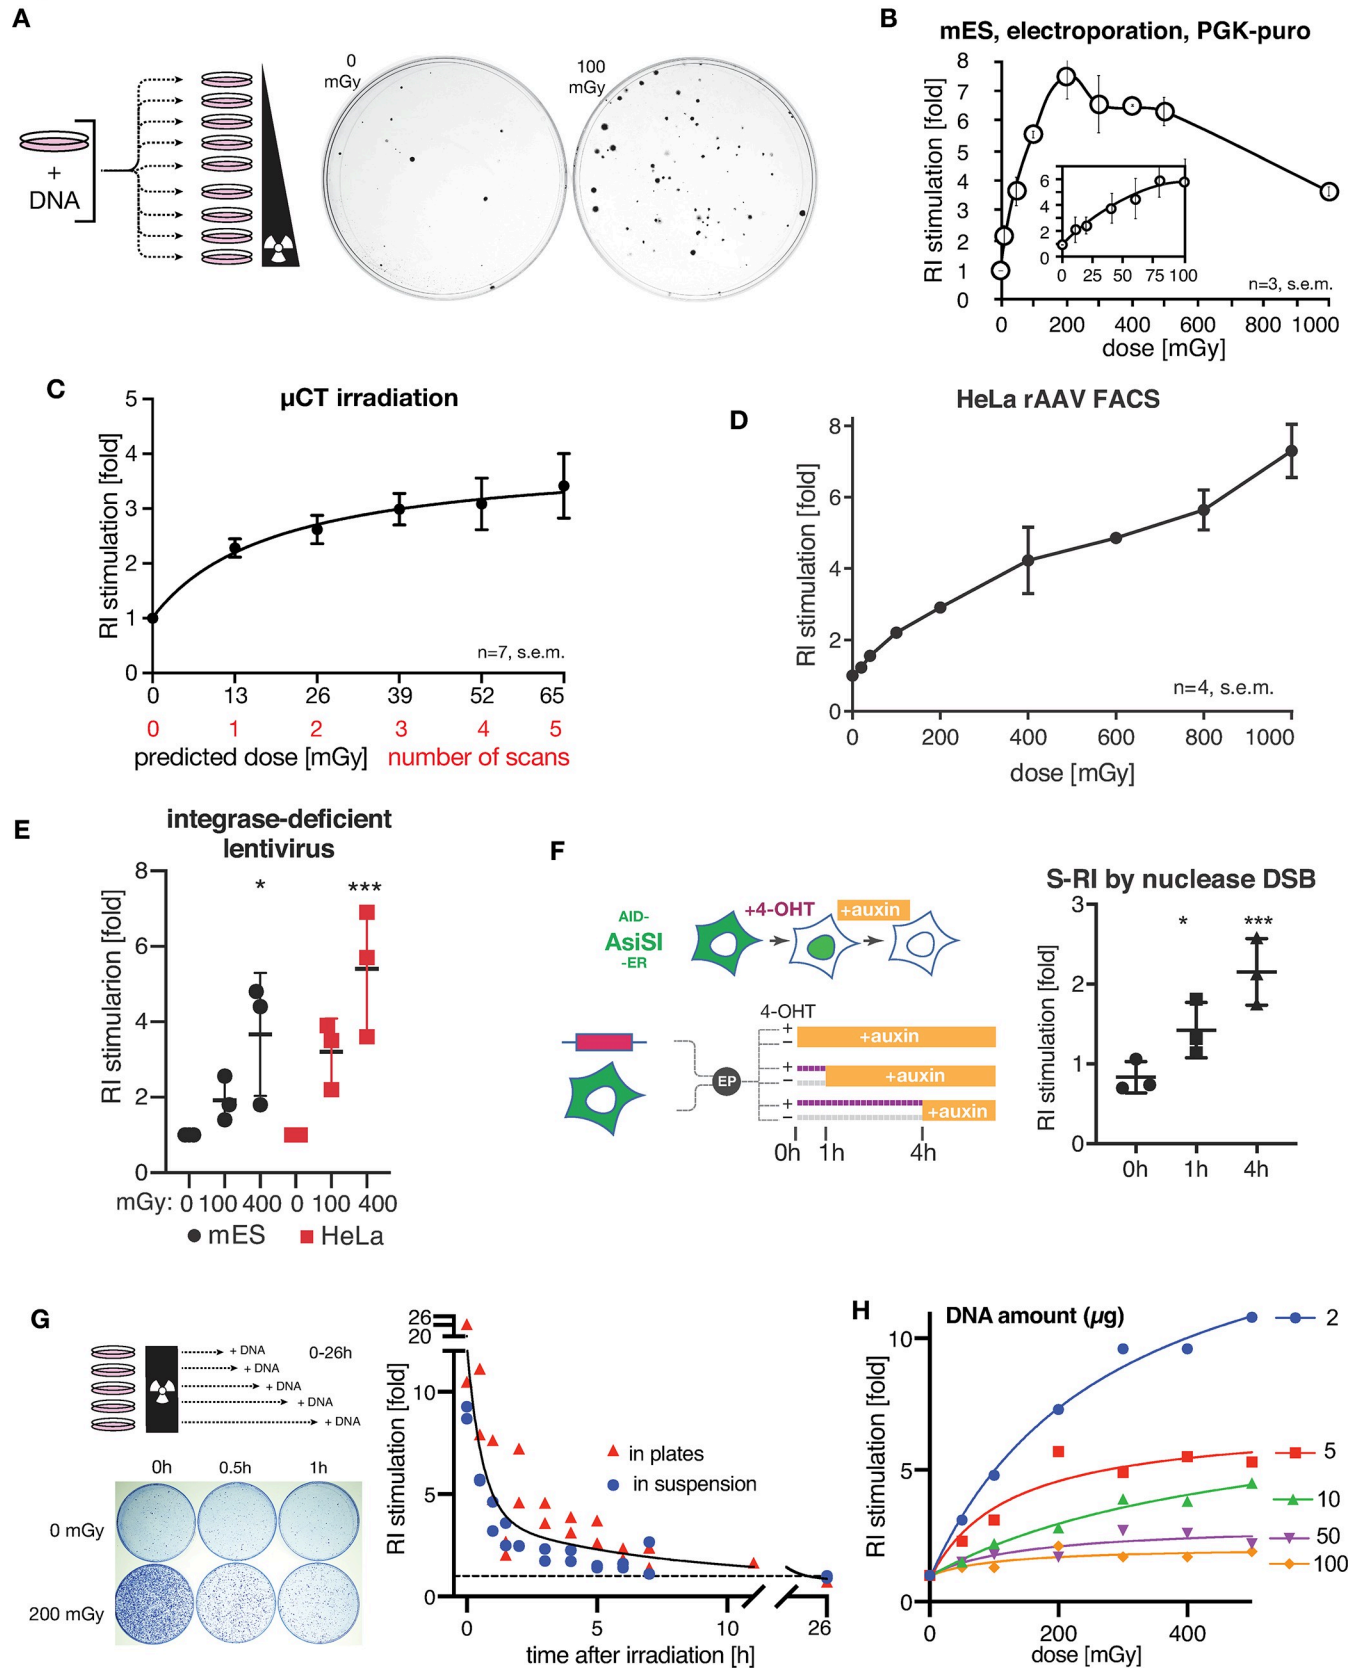 A
+
DNA
0
mGy
100
mGy
B
mES, electroporation, PGK-puro
RI stimulation [fold]
8
7
6
5
4
3
2
1
0
6
5
4
2
0
0 25 50 75 100
n=3, s.e.m.
0 200 400 600 800 1000
dose [mGy]
C
µCT irradiation
RI stimulation [fold]
5
4
3
2
1
0
n=7, s.e.m.
0 13 26 39 52 65
0 1 2 3 4 5
predicted dose [mGy] number of scans
D
HeLa rAAV FACS
RI stimulation [fold]
8
6
4
2
0
n=4, s.e.m.
0 200 400 600 800 1000
dose [mGy]
E
integrase-deficient
lentivirus
RI stimularion [fold]
8
6
4
2
0
* ***
mGy: 0 100 400 0 100 400
mES HeLa
F
AID-
AsiSI
-ER
+4-OHT +auxin
4-OHT
+
−
+auxin
EP
+
−
+auxin
+
−
+auxin
0h 1h 4h
S-RI by nuclease DSB
RI stimulation [fold]
3
2
1
0
* ***
0h 1h 4h
G
+ DNA
+ DNA
+ DNA
+ DNA
+ DNA
0-26h
0h 0.5h 1h
0 mGy
200 mGy
RI stimulation [fold]
26
20
10
5
0
in plates
in suspension
0 5 10 26
time after irradiation [h]
H
DNA amount (µg)
RI stimulation [fold]
10
5
0
2
5
10
50
100
0 200 400
dose [mGy]